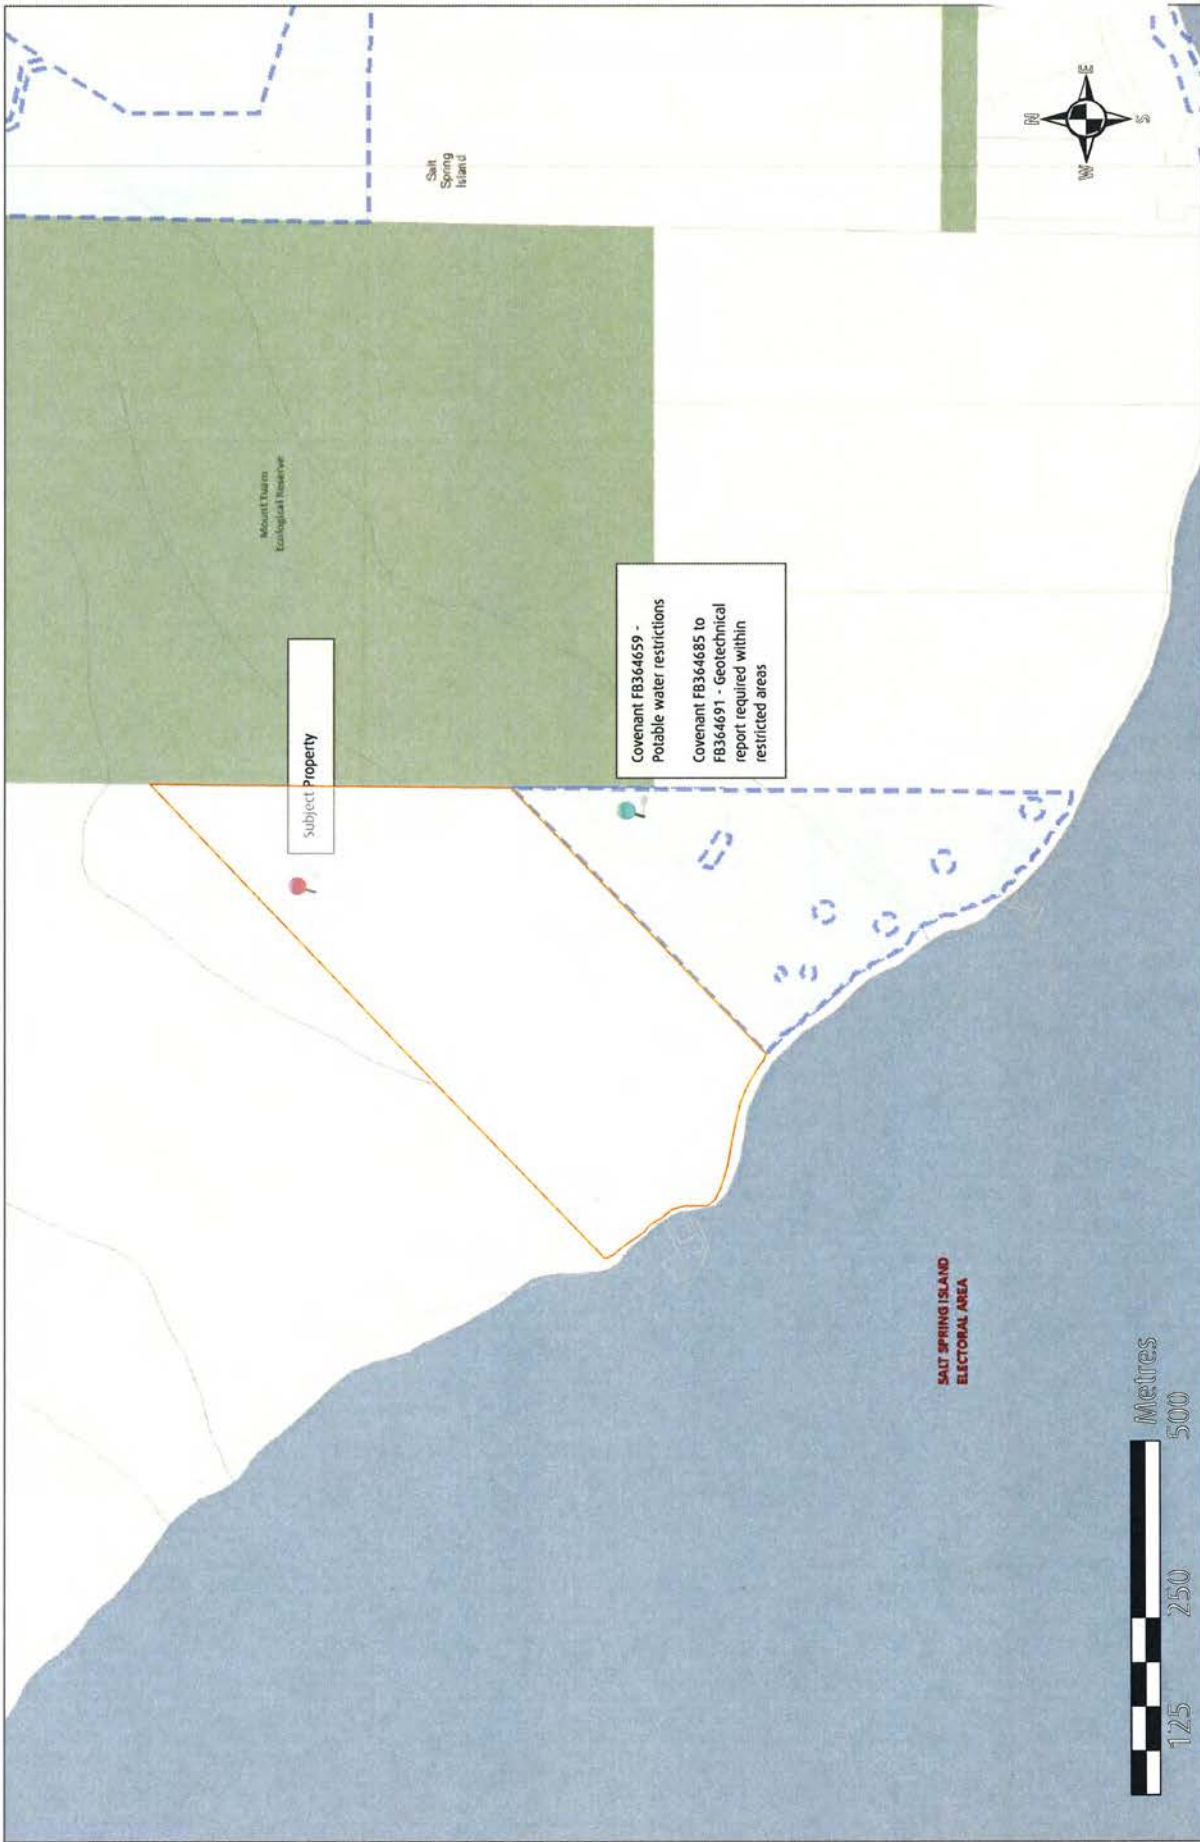 Salt
Spring
Island
N
E
S
W
Mount Tuam
Ecological Reserve
Subject Property
Covenant FB364659 -
Potable water restrictions
Covenant FB364685 to
FB364691 - Geotechnical
report required within
restricted areas
SALT SPRING ISLAND
ELECTORAL AREA
Metres
125
250
500